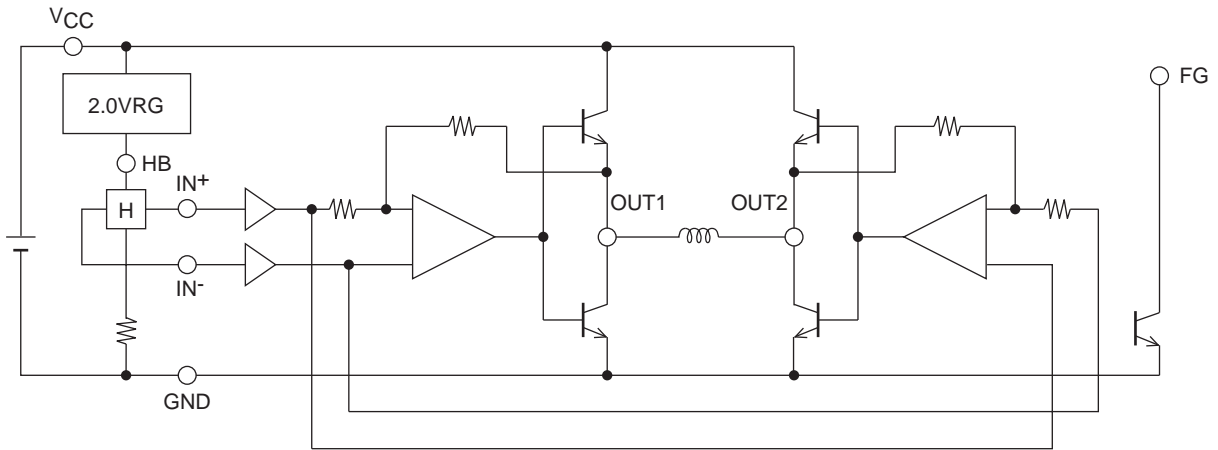 VCC
FG
2.0VRG
HB
IN+
H
OUT1
OUT2
IN-
GND